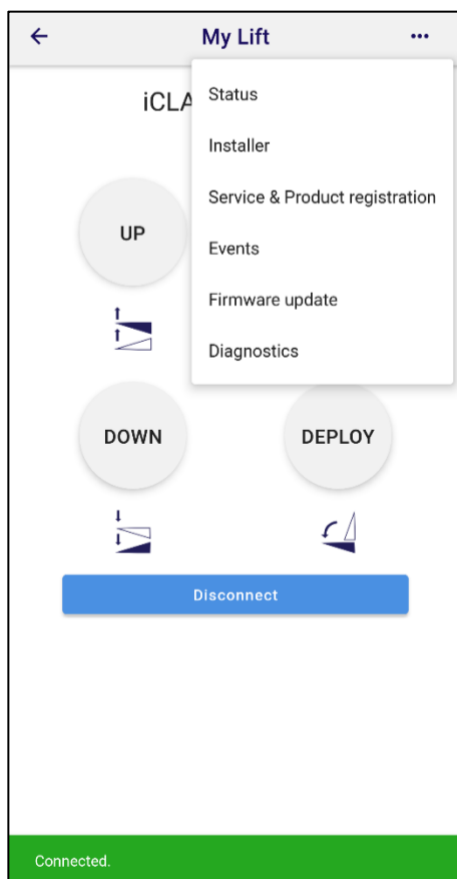 My Lift
iCLA
Status
Installer
Service & Product registration
Events
Firmware update
Diagnostics
UP
DOWN
DEPLOY
Disconnect
Connected.